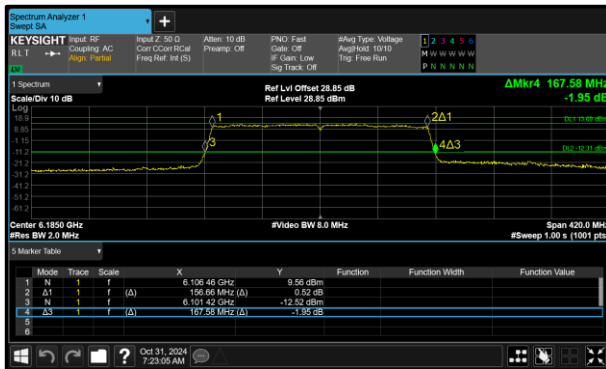 Spectrum Analyzer 1
Swept SA
KEYSIGHT Input: RF Input Z: 50 Ω Atten: 10 dB PNO: Fast #Avg Type: Voltage 1 2 3 4 5 6
RLT Coupling: AC Corr CCorr RCal Preamp: Off Gate: Off Avg|Hold: 10/10 M W W W W W
Align: Partial Freq Ref: Int (S) IF Gain: Low Trig: Free Run
Sig Track: Off P N N N N N
1 Spectrum Ref Lvl Offset 28.85 dB ΔMkr4 167.58 MHz
Scale/Div 10 dB Ref Level 28.85 dBm -1.95 dB
Log
18.9 1 2Δ1 DL1 13.69 dBm
8.85
-1.15 3 4Δ3
-11.2 DL2 -12.31 dBm
-21.2
-31.2
-41.2
-51.2
-61.2
Center 6.1850 GHz #Video BW 8.0 MHz Span 420.0 MHz
#Res BW 2.0 MHz #Sweep 1.00 s (1001 pts)
5 Marker Table
Mode Trace Scale X Y Function Function Width Function Value
1 N 1 f 6.106 46 GHz 9.56 dBm
2 Δ1 1 f (Δ) 156.66 MHz (Δ) 0.52 dB
3 N 1 f 6.101 42 GHz -12.52 dBm
4 Δ3 1 f (Δ) 167.58 MHz (Δ) -1.95 dB
5
6
? Oct 31, 2024
7:23:05 AM